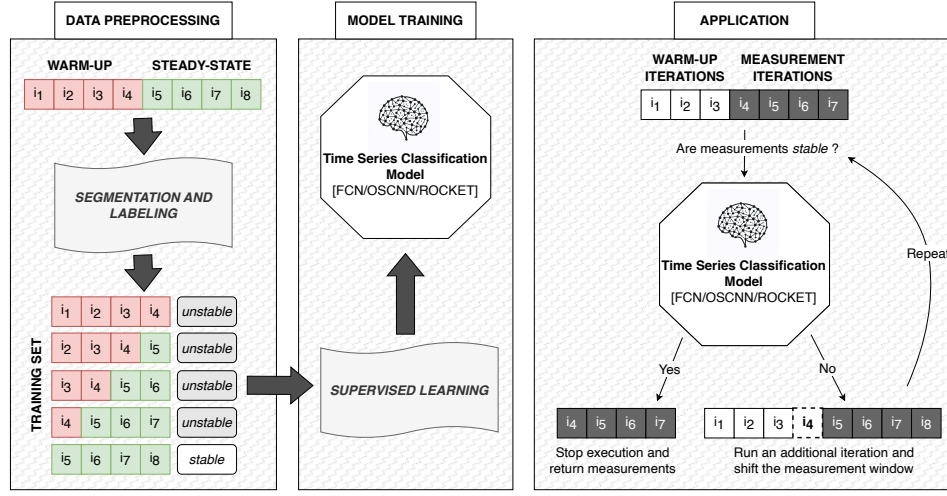 DATA PREPROCESSING
WARM-UP STEADY-STATE
i1 i2 i3 i4 i5 i6 i7 i8
SEGMENTATION AND
LABELING
TRAINING SET
i1 i2 i3 i4 unstable
i2 i3 i4 i5 unstable
i3 i4 i5 i6 unstable
i4 i5 i6 i7 unstable
i5 i6 i7 i8 stable
MODEL TRAINING
Time Series Classification
Model
[FCN/OSCNN/ROCKET]
SUPERVISED LEARNING
APPLICATION
WARM-UP
ITERATIONS
MEASUREMENT
ITERATIONS
i1 i2 i3 i4 i5 i6 i7
Are measurements stable ?
Time Series Classification
Model
[FCN/OSCNN/ROCKET]
Repeat
Yes
No
i4 i5 i6 i7
Stop execution and
return measurements
i1 i2 i3 i4 i5 i6 i7 i8
Run an additional iteration and
shift the measurement window